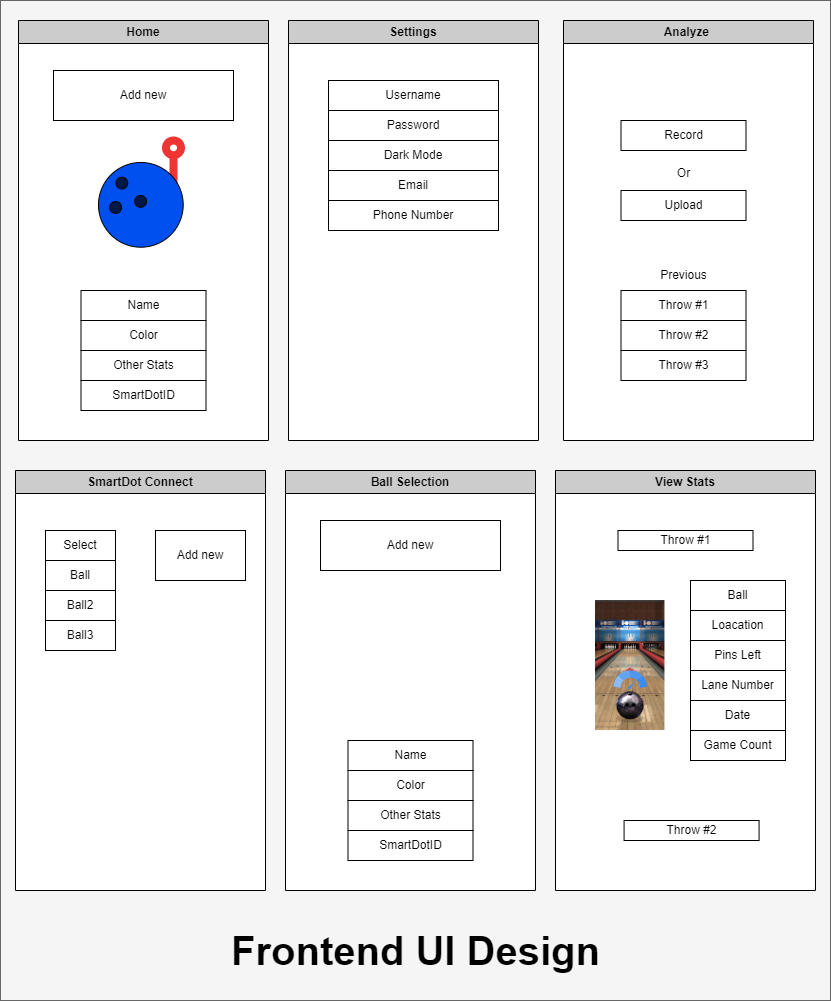 Home
Add new
Name
Color
Other Stats
SmartDotID
Settings
Username
Password
Dark Mode
Email
Phone Number
Analyze
Record
Or
Upload
Previous
Throw #1
Throw #2
Throw #3
SmartDot Connect
Select
Ball
Ball2
Ball3
Add new
Ball Selection
Add new
Name
Color
Other Stats
SmartDotID
View Stats
Throw #1
Ball
Loacation
Pins Left
Lane Number
Date
Game Count
Throw #2
Frontend UI Design